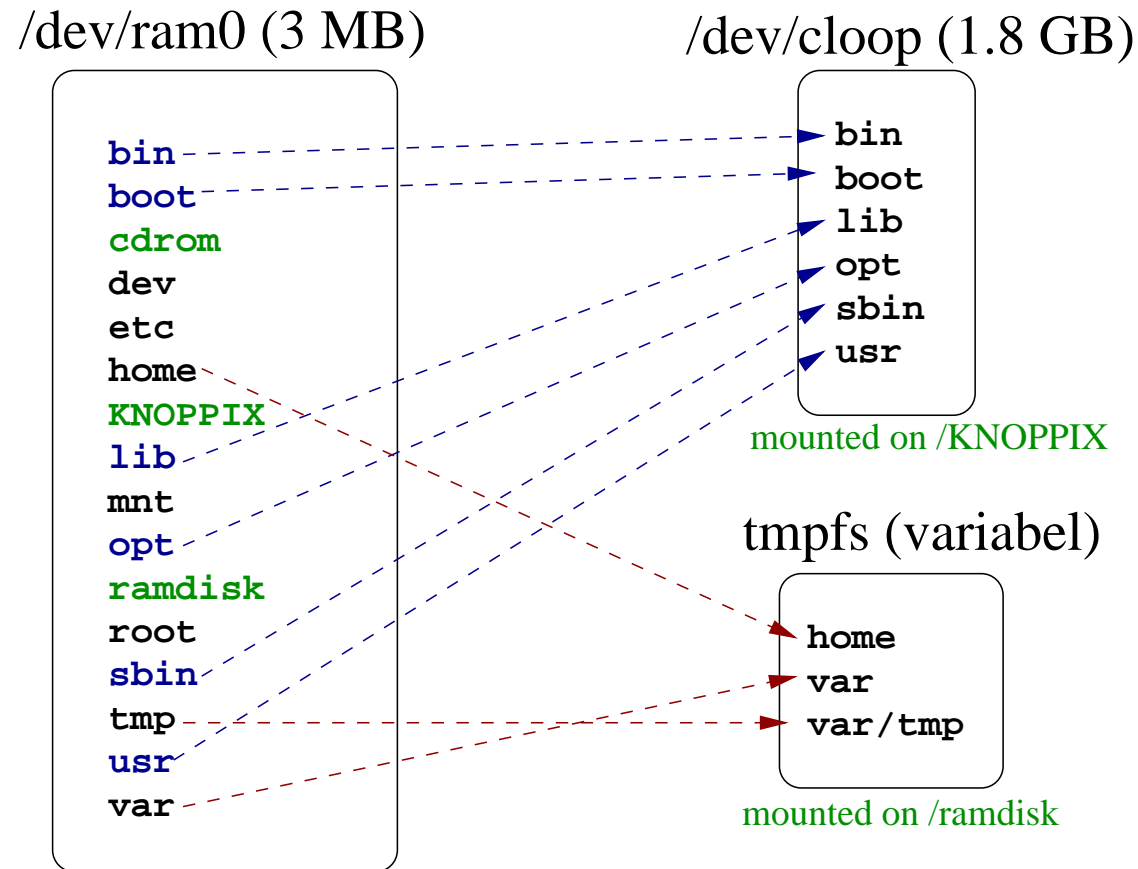 /dev/ram0 (3 MB)
bin
boot
cdrom
dev
etc
home
KNOPPIX
lib
mnt
opt
ramdisk
root
sbin
tmp
usr
var
/dev/cloop (1.8 GB)
bin
boot
lib
opt
sbin
usr
mounted on /KNOPPIX
tmpfs (variabel)
home
var
var/tmp
mounted on /ramdisk